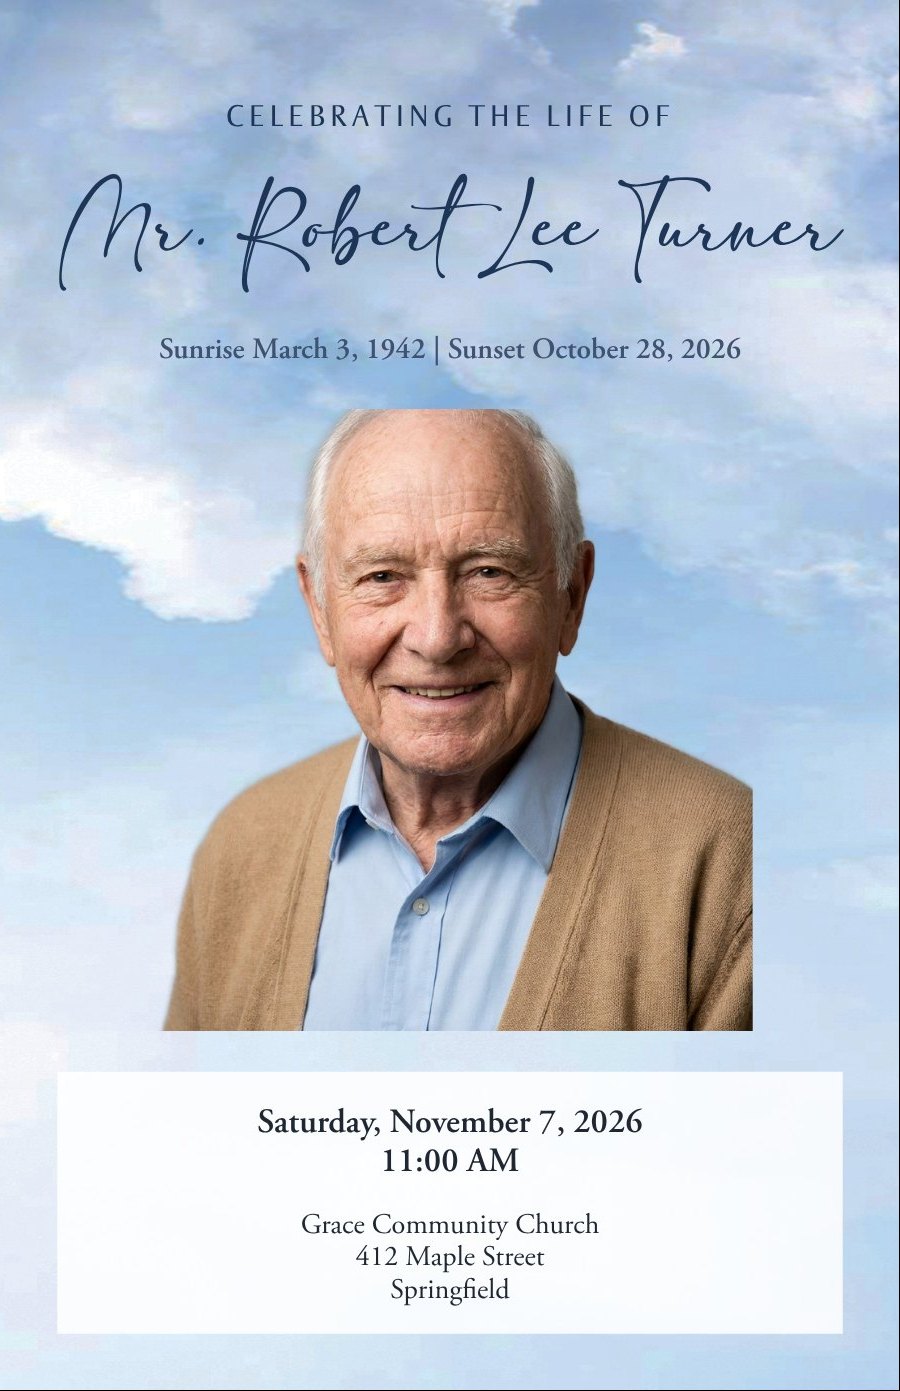 CELEBRATING THE LIFE OF
Mr. Robert Lee Turner
Sunrise March 3, 1942 | Sunset October 28, 2026
Saturday, November 7, 2026
11:00 AM
Grace Community Church
412 Maple Street
Springfield